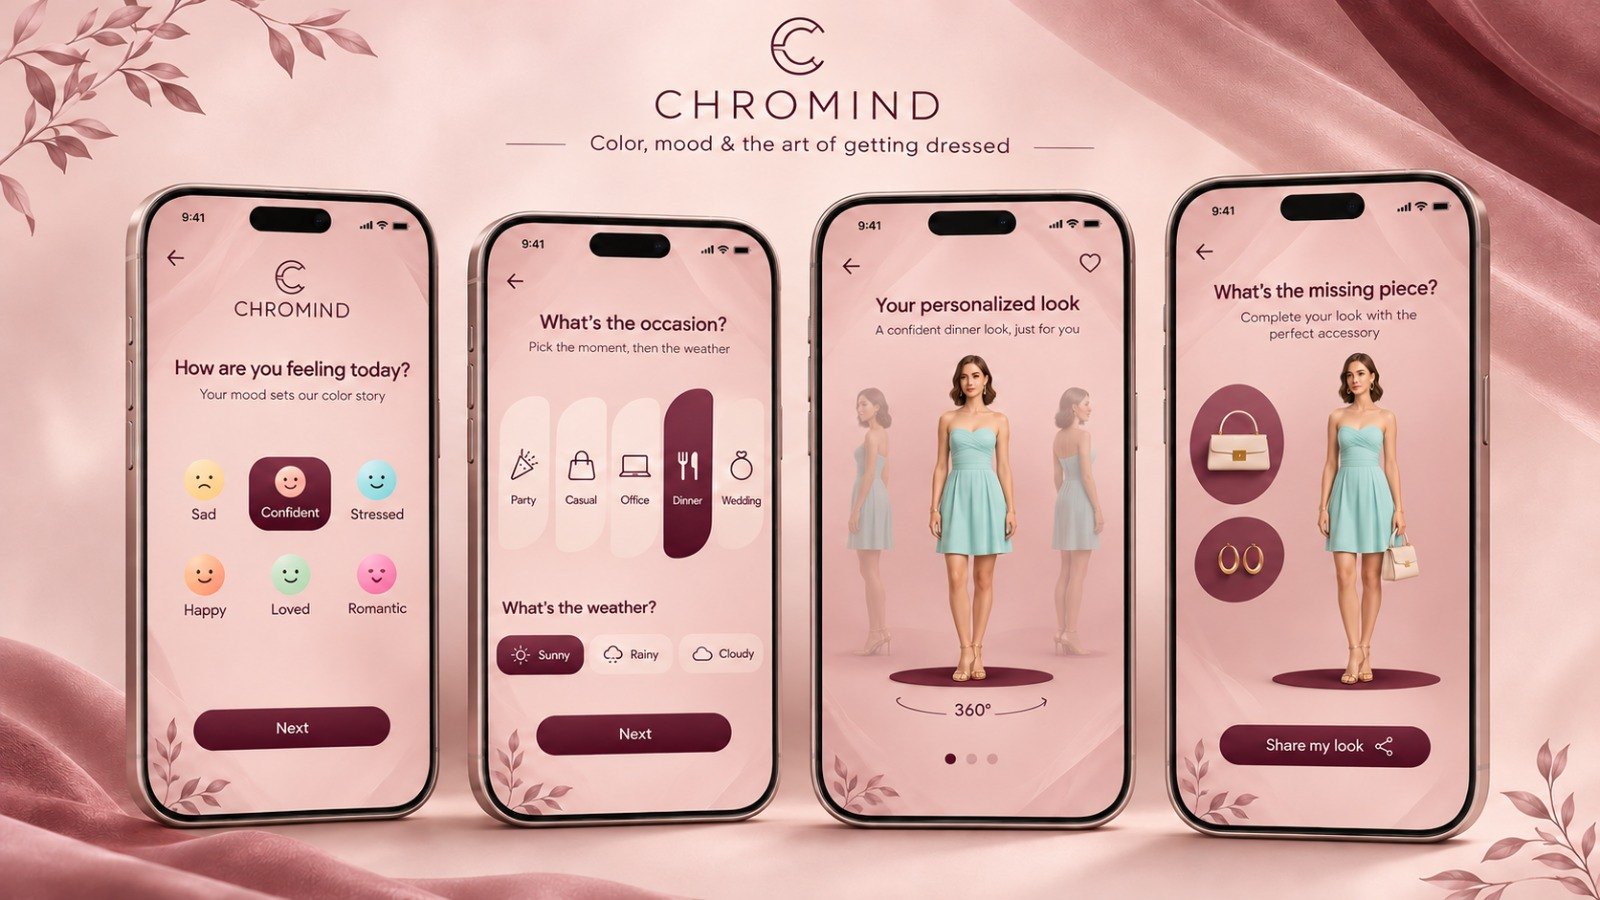 CHROMIND
Color, mood & the art of getting dressed
9:41
CHROMIND
How are you feeling today?
Your mood sets our color story
Sad
Confident
Stressed
Happy
Loved
Romantic
Next
9:41
What's the occasion?
Pick the moment, then the weather
Party
Casual
Office
Dinner
Wedding
What's the weather?
Sunny
Rainy
Cloudy
Next
9:41
Your personalized look
A confident dinner look, just for you
360°
9:41
What's the missing piece?
Complete your look with the
perfect accessory
Share my look